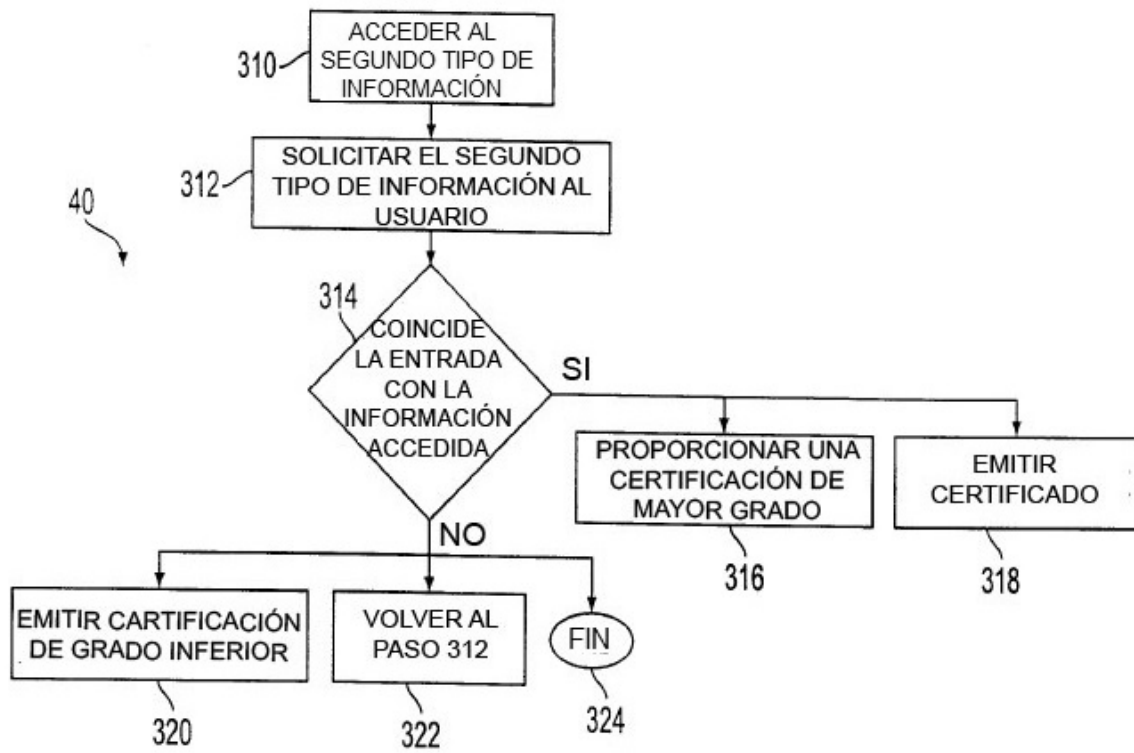 ACCEDER AL
SEGUNDO TIPO DE
INFORMACIÓN
310
SOLICITAR EL SEGUNDO
TIPO DE INFORMACIÓN AL
USUARIO
312
40
314
COINCIDE
LA ENTRADA
CON LA
INFORMACIÓN
ACCEDIDA
SI
PROPORCIONAR UNA
CERTIFICACIÓN DE
MAYOR GRADO
316
EMITIR
CERTIFICADO
318
NO
EMITIR CARTIFICACIÓN
DE GRADO INFERIOR
320
VOLVER AL
PASO 312
322
FIN
324